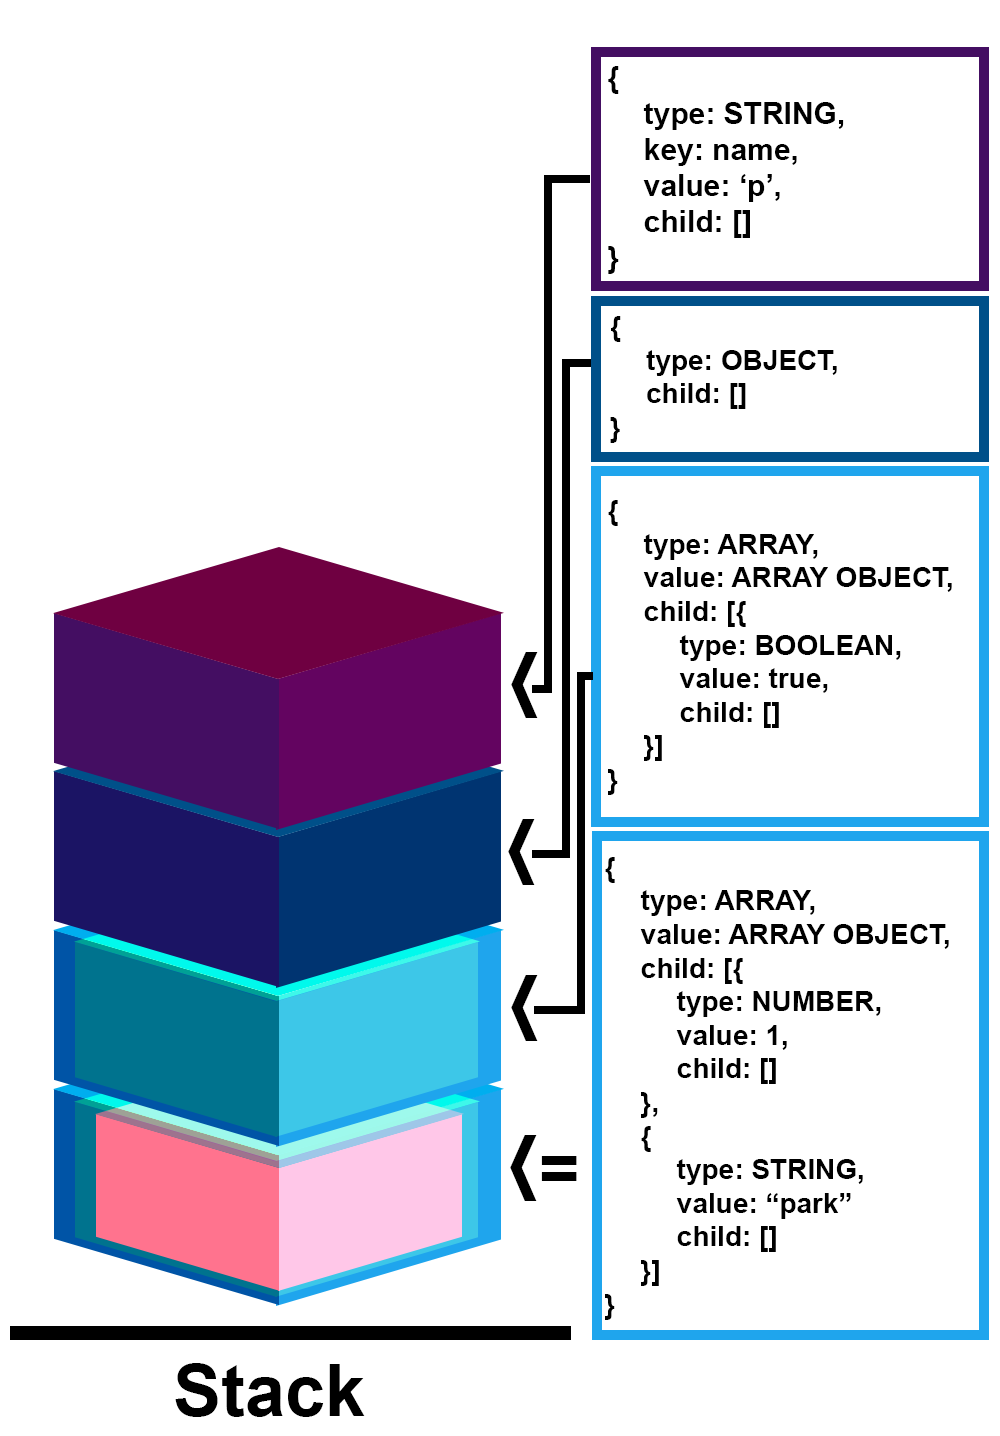 {
type: STRING,
key: name,
value: ‘p’,
child: []
}
{
type: OBJECT,
child: []
}
{
type: ARRAY,
value: ARRAY OBJECT,
child: [{
type: BOOLEAN,
value: true,
child: []
}]
}
{
type: ARRAY,
value: ARRAY OBJECT,
child: [{
type: NUMBER,
value: 1,
child: []
},
{
type: STRING,
value: “park”
child: []
}]
}
Stack